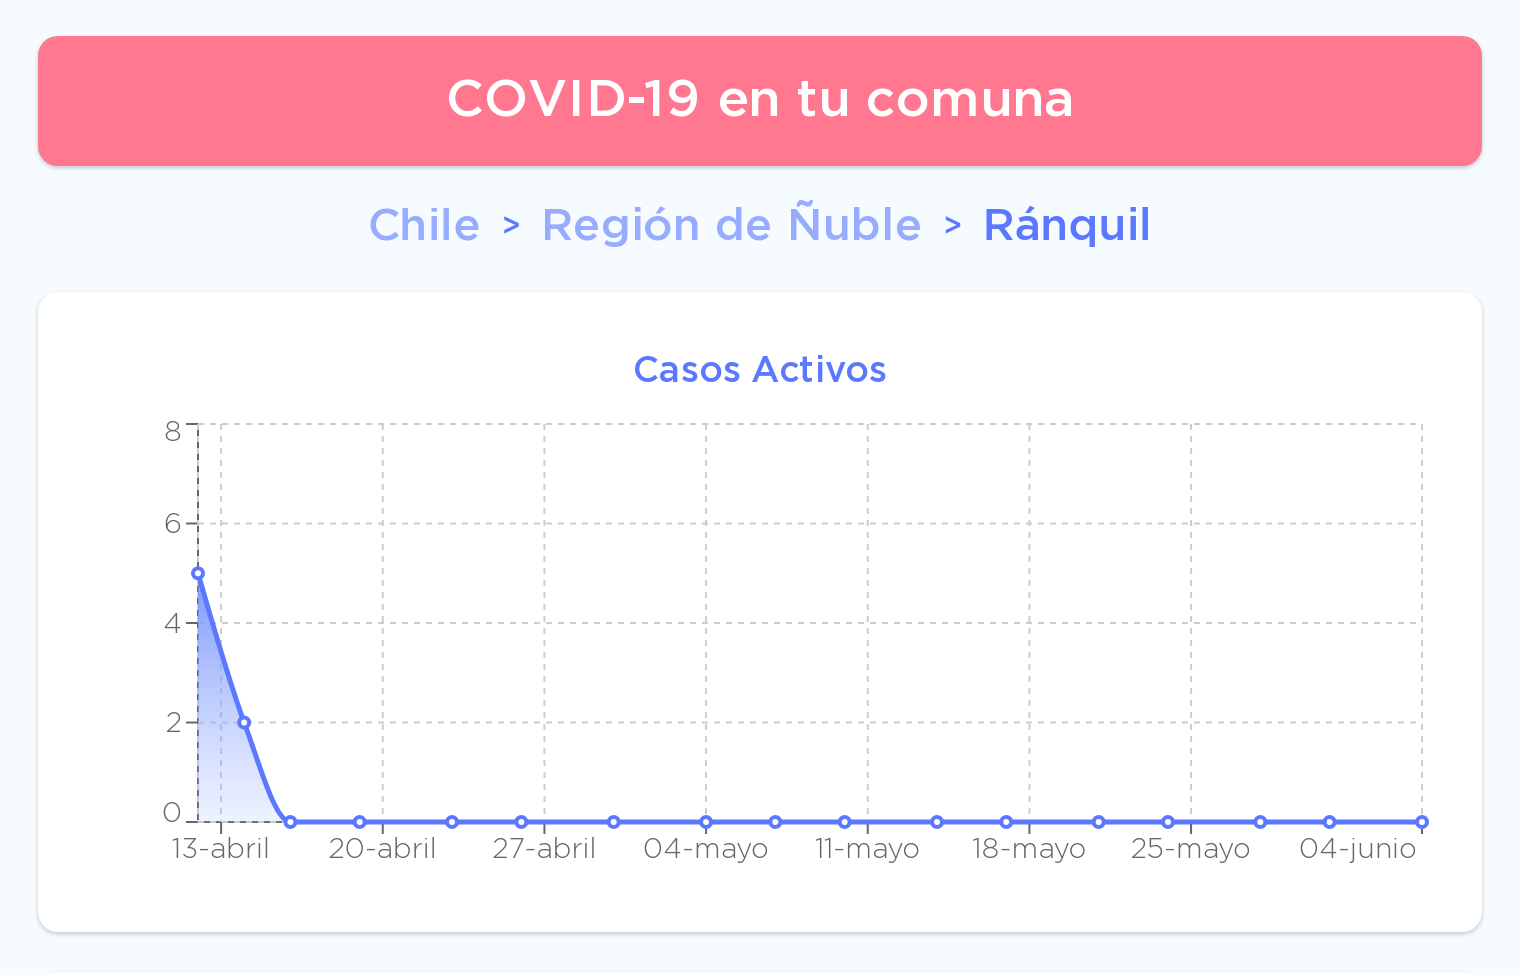 COVID-19 en tu comuna
Chile > Región de Ñuble > Ránquil
Casos Activos
8
6
4
2
0
13-abril 20-abril 27-abril 04-mayo 11-mayo 18-mayo 25-mayo 04-junio